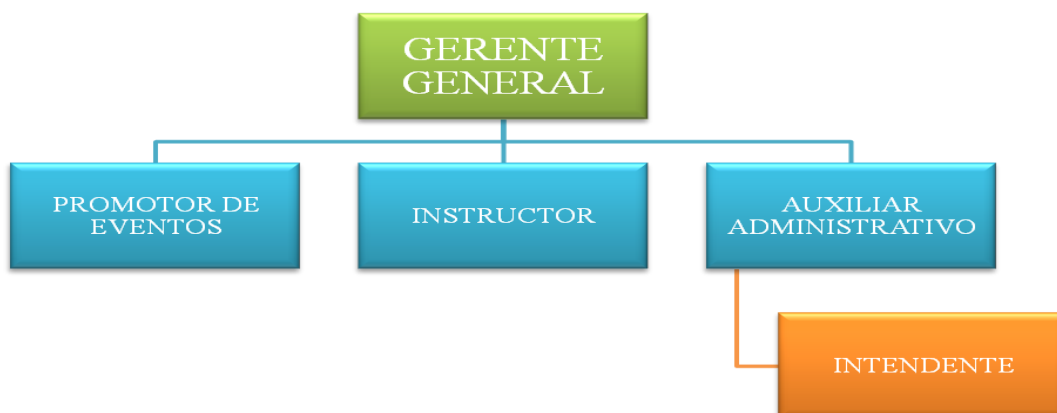 GERENTE
GENERAL
PROMOTOR DE
EVENTOS
INSTRUCTOR
AUXILIAR
ADMINISTRATIVO
INTENDENTE